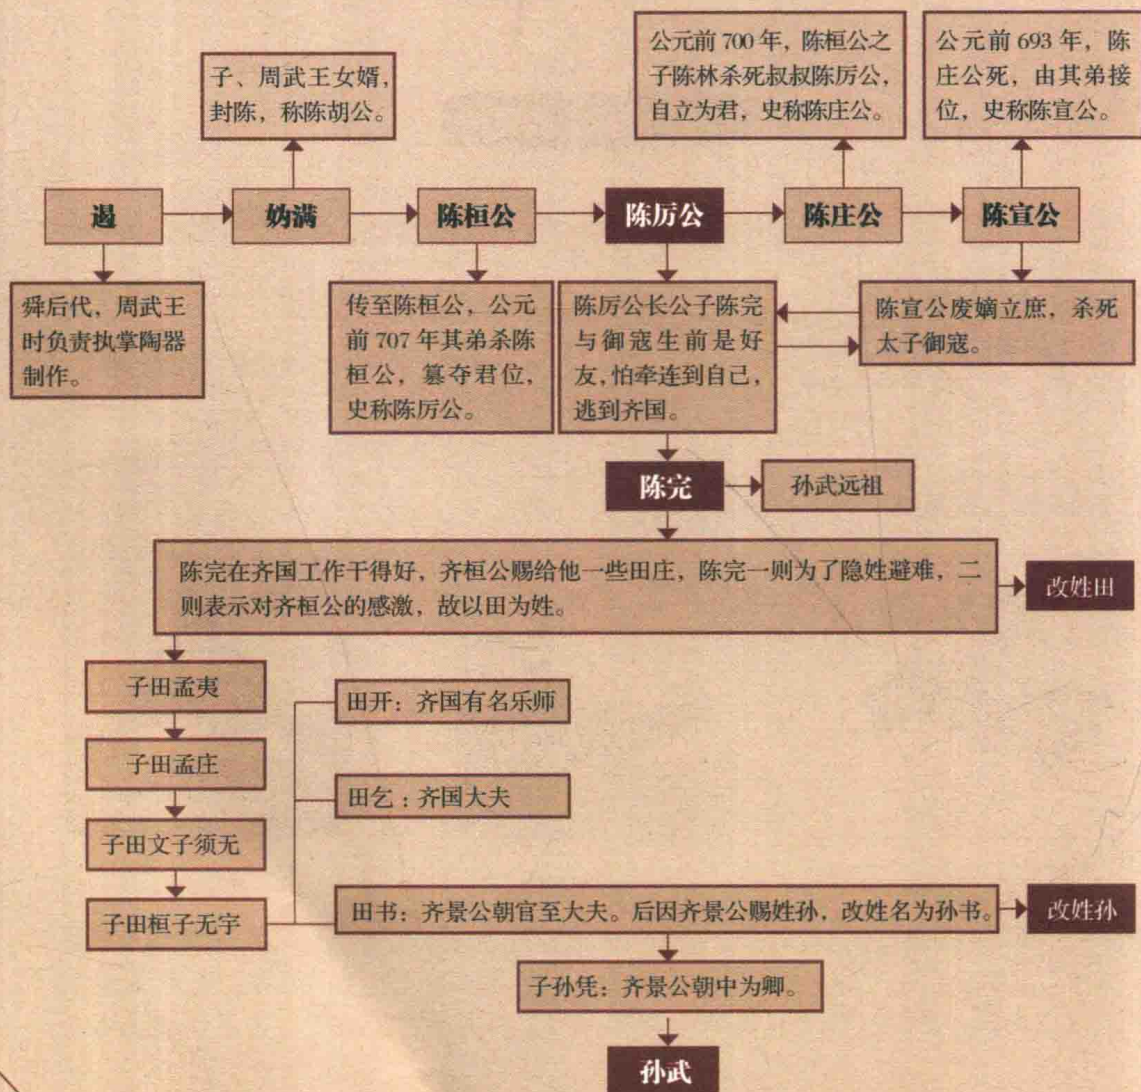 子、周武王女婿，
封陈，称陈胡公。
公元前 700 年，陈桓公之
子陈林杀死叔叔陈厉公，
自立为君，史称陈庄公。
公元前 693 年，陈
庄公死，由其弟接
位，史称陈宣公。
遏
妫满
陈桓公
陈厉公
陈庄公
陈宣公
舜后代，周武王
时负责执掌陶器
制作。
传至陈桓公，公元
前 707 年其弟杀陈
桓公，篡夺君位，
史称陈厉公。
陈厉公长公子陈完
与御寇生前是好
友，怕牵连到自己，
逃到齐国。
陈宣公废嫡立庶，杀死
太子御寇。
陈完
孙武远祖
陈完在齐国工作干得好，齐桓公赐给他一些田庄，陈完一则为了隐姓避难，二
则表示对齐桓公的感激，故以田为姓。
改姓田
子田孟夷
子田孟庄
子田文子须无
子田桓子无宇
田开：齐国有名乐师
田乞：齐国大夫
田书：齐景公朝官至大夫。后因齐景公赐姓孙，改姓名为孙书。
改姓孙
子孙凭：齐景公朝中为卿。
孙武